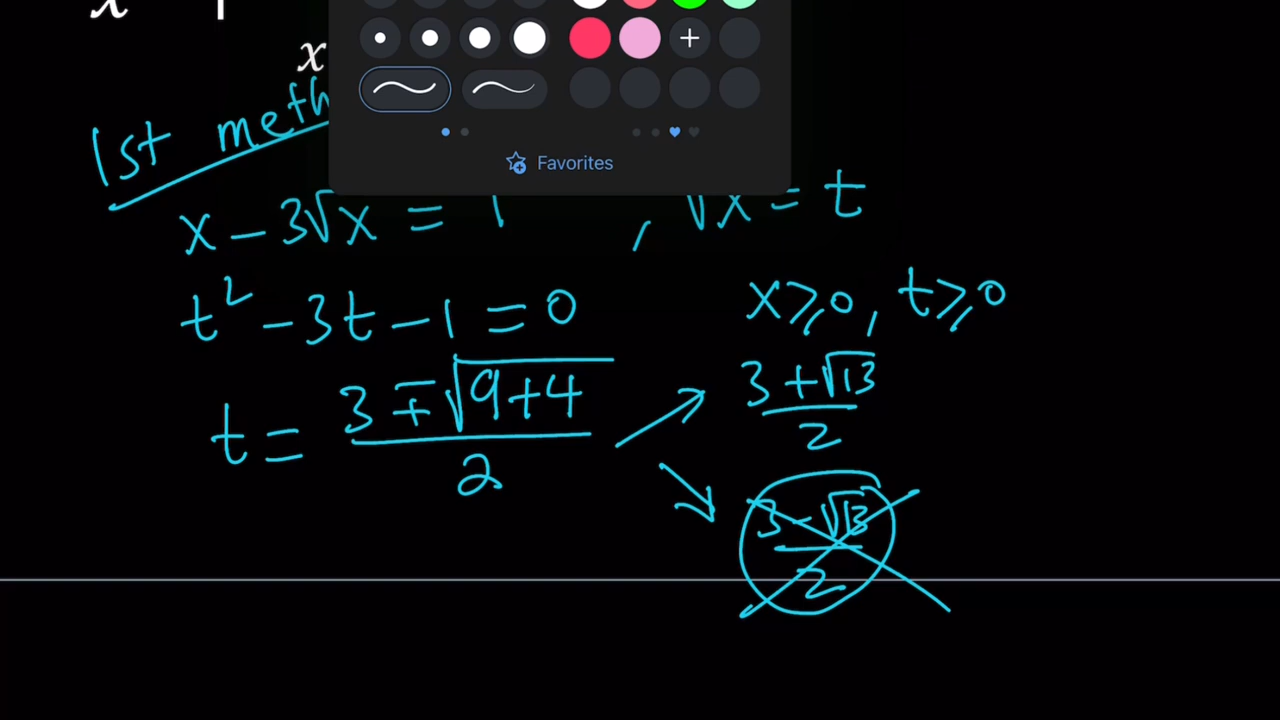 x
x
1st meth
Favorites
x - 3√x = 1 , √x = t
t² - 3t - 1 = 0
x ≥ 0, t ≥ 0
t = (3 ∓ √(9+4))/2
(3 + √13)/2
(3 - √13)/2